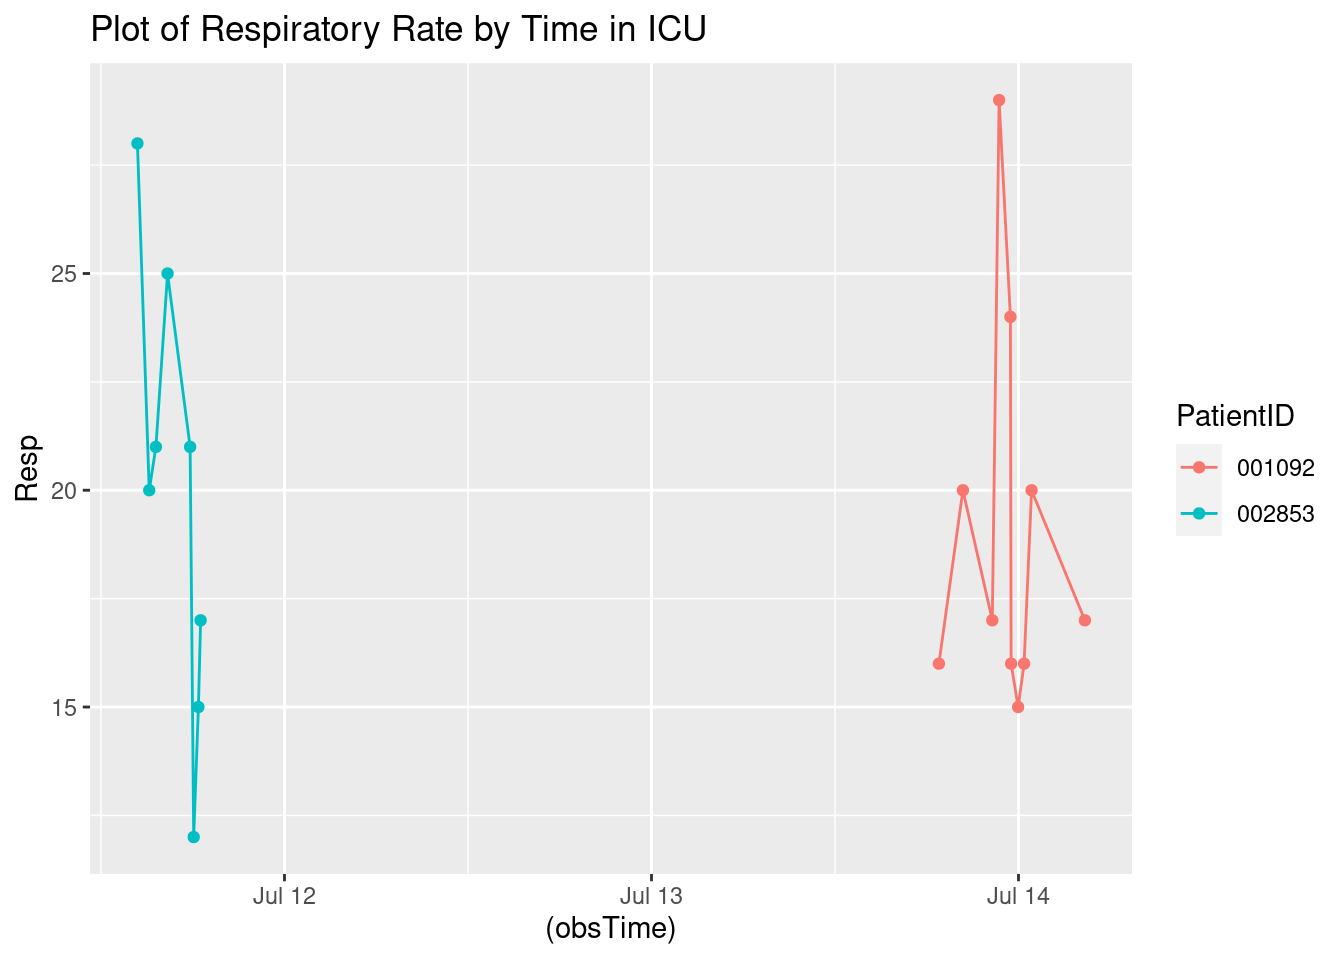 Plot of Respiratory Rate by Time in ICU
Resp
25
20
15
Jul 12
Jul 13
Jul 14
(obsTime)
PatientID
001092
002853